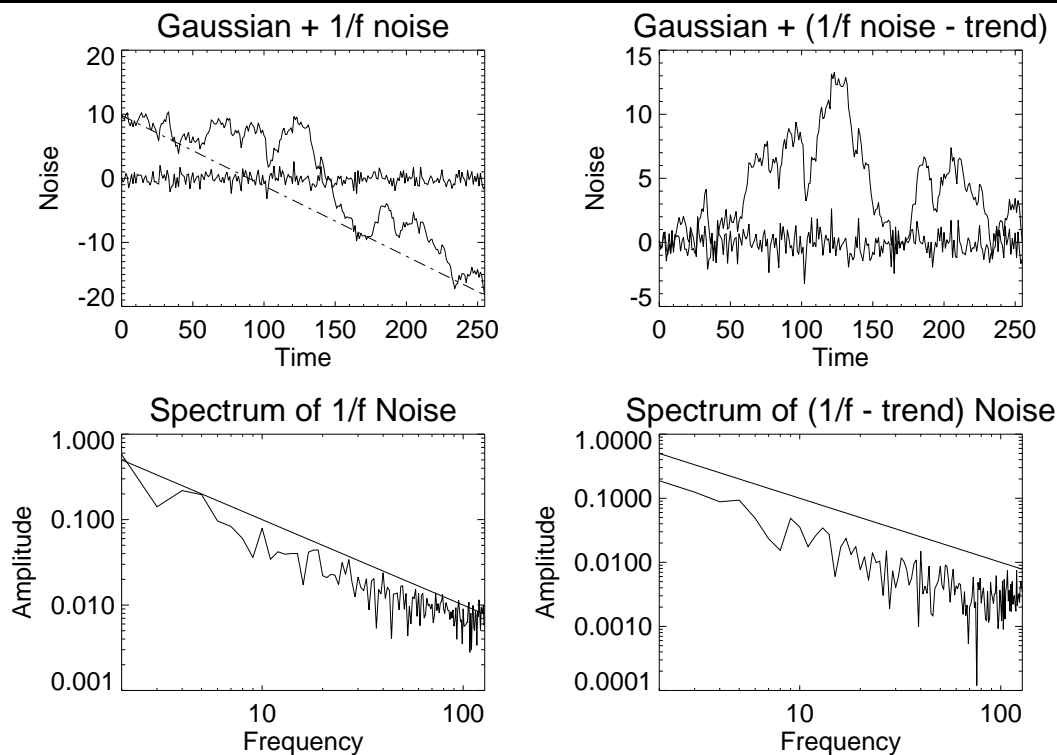 Gaussian + 1/f noise
20
10
0
-10
-20
Noise
0 50 100 150 200 250
Time
Gaussian + (1/f noise - trend)
15
10
5
0
-5
Noise
0 50 100 150 200 250
Time
Spectrum of 1/f Noise
1.000
0.100
0.010
0.001
Amplitude
10 100
Frequency
Spectrum of (1/f - trend) Noise
1.0000
0.1000
0.0100
0.0010
0.0001
Amplitude
10 100
Frequency